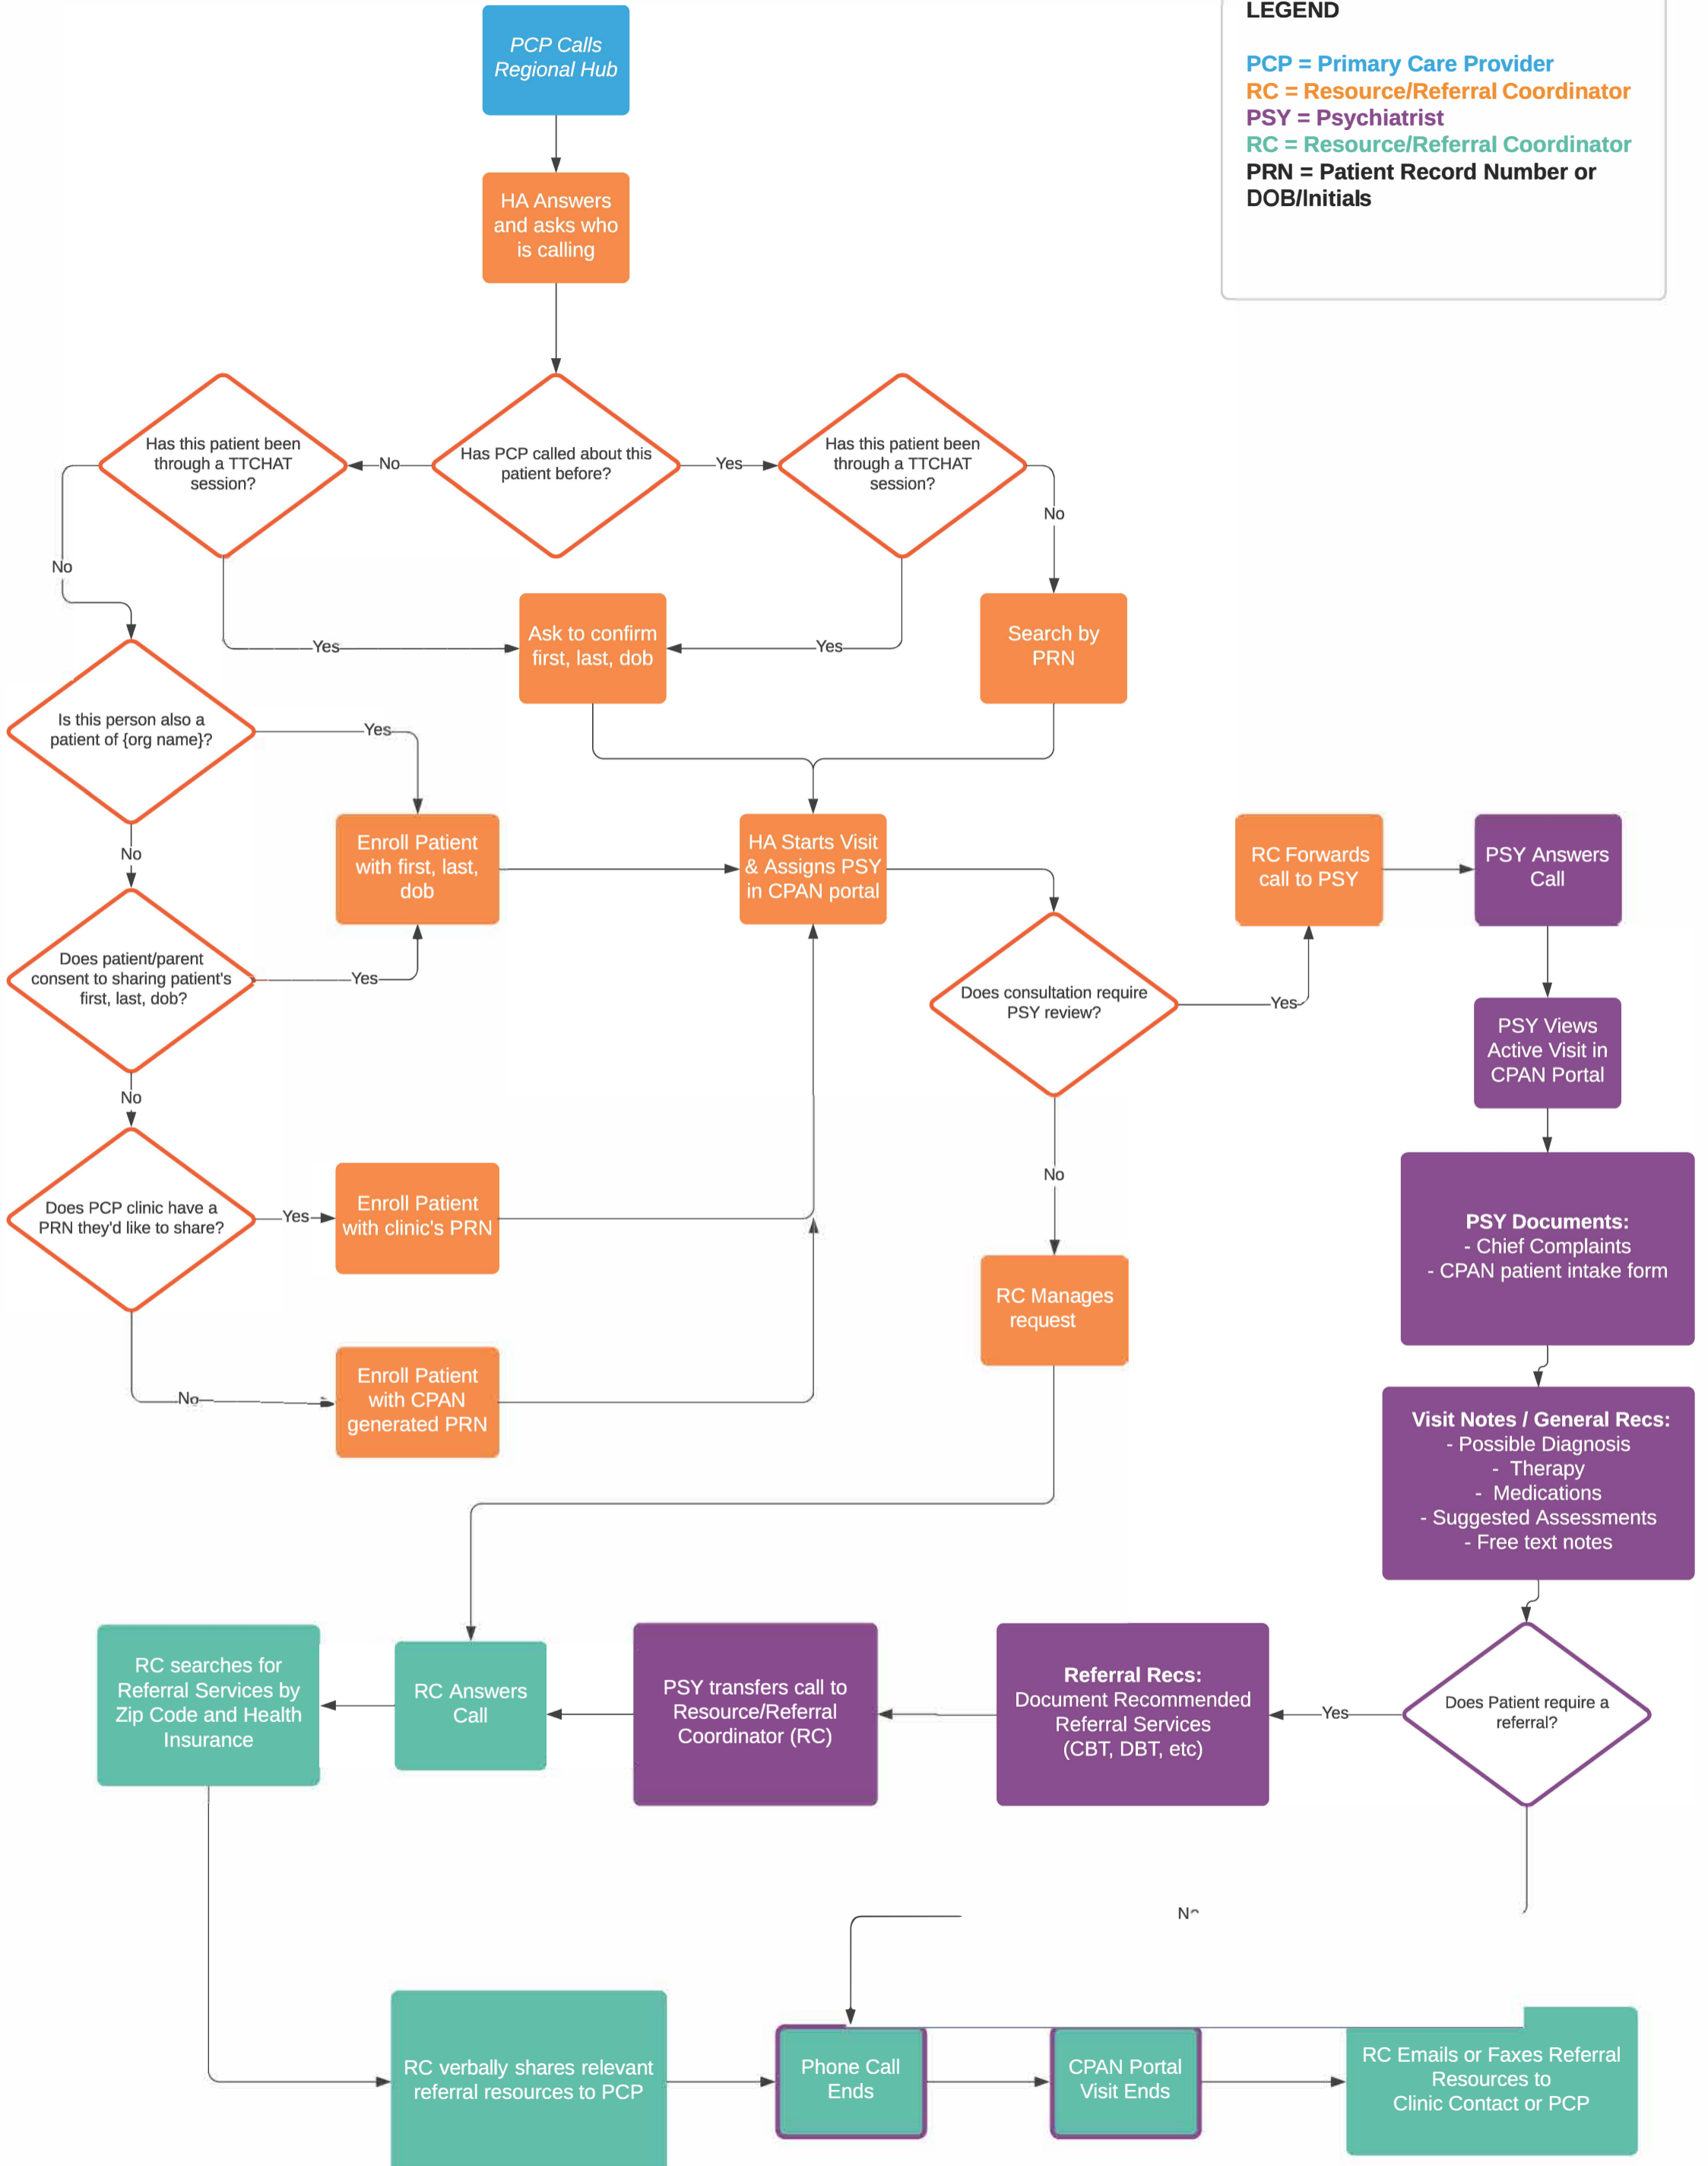 LEGEND
PCP = Primary Care Provider
RC = Resource/Referral Coordinator
PSY = Psychiatrist
RC = Resource/Referral Coordinator
PRN = Patient Record Number or
DOB/Initials
PCP Calls
Regional Hub
HA Answers
and asks who
is calling
Has this patient been
through a TTCHAT
session?
No
Has PCP called about this
patient before?
Yes
Has this patient been
through a TTCHAT
session?
No
No
Yes
Ask to confirm
first, last, dob
Yes
Search by
PRN
Is this person also a
patient of {org name}?
Yes
No
Enroll Patient
with first, last,
dob
HA Starts Visit
& Assigns PSY
in CPAN portal
RC Forwards
call to PSY
PSY Answers
Call
Does patient/parent
consent to sharing patient's
first, last, dob?
Yes
No
Does consultation require
PSY review?
Yes
No
PSY Views
Active Visit in
CPAN Portal
Does PCP clinic have a
PRN they'd like to share?
Yes
Enroll Patient
with clinic's PRN
No
Enroll Patient
with CPAN
generated PRN
RC Manages
request
PSY Documents:
- Chief Complaints
- CPAN patient intake form
Visit Notes / General Recs:
- Possible Diagnosis
- Therapy
- Medications
- Suggested Assessments
- Free text notes
RC searches for
Referral Services by
Zip Code and Health
Insurance
RC Answers
Call
PSY transfers call to
Resource/Referral
Coordinator (RC)
Referral Recs:
Document Recommended
Referral Services
(CBT, DBT, etc)
Yes
Does Patient require a
referral?
No
RC verbally shares relevant
referral resources to PCP
Phone Call
Ends
CPAN Portal
Visit Ends
RC Emails or Faxes Referral
Resources to
Clinic Contact or PCP